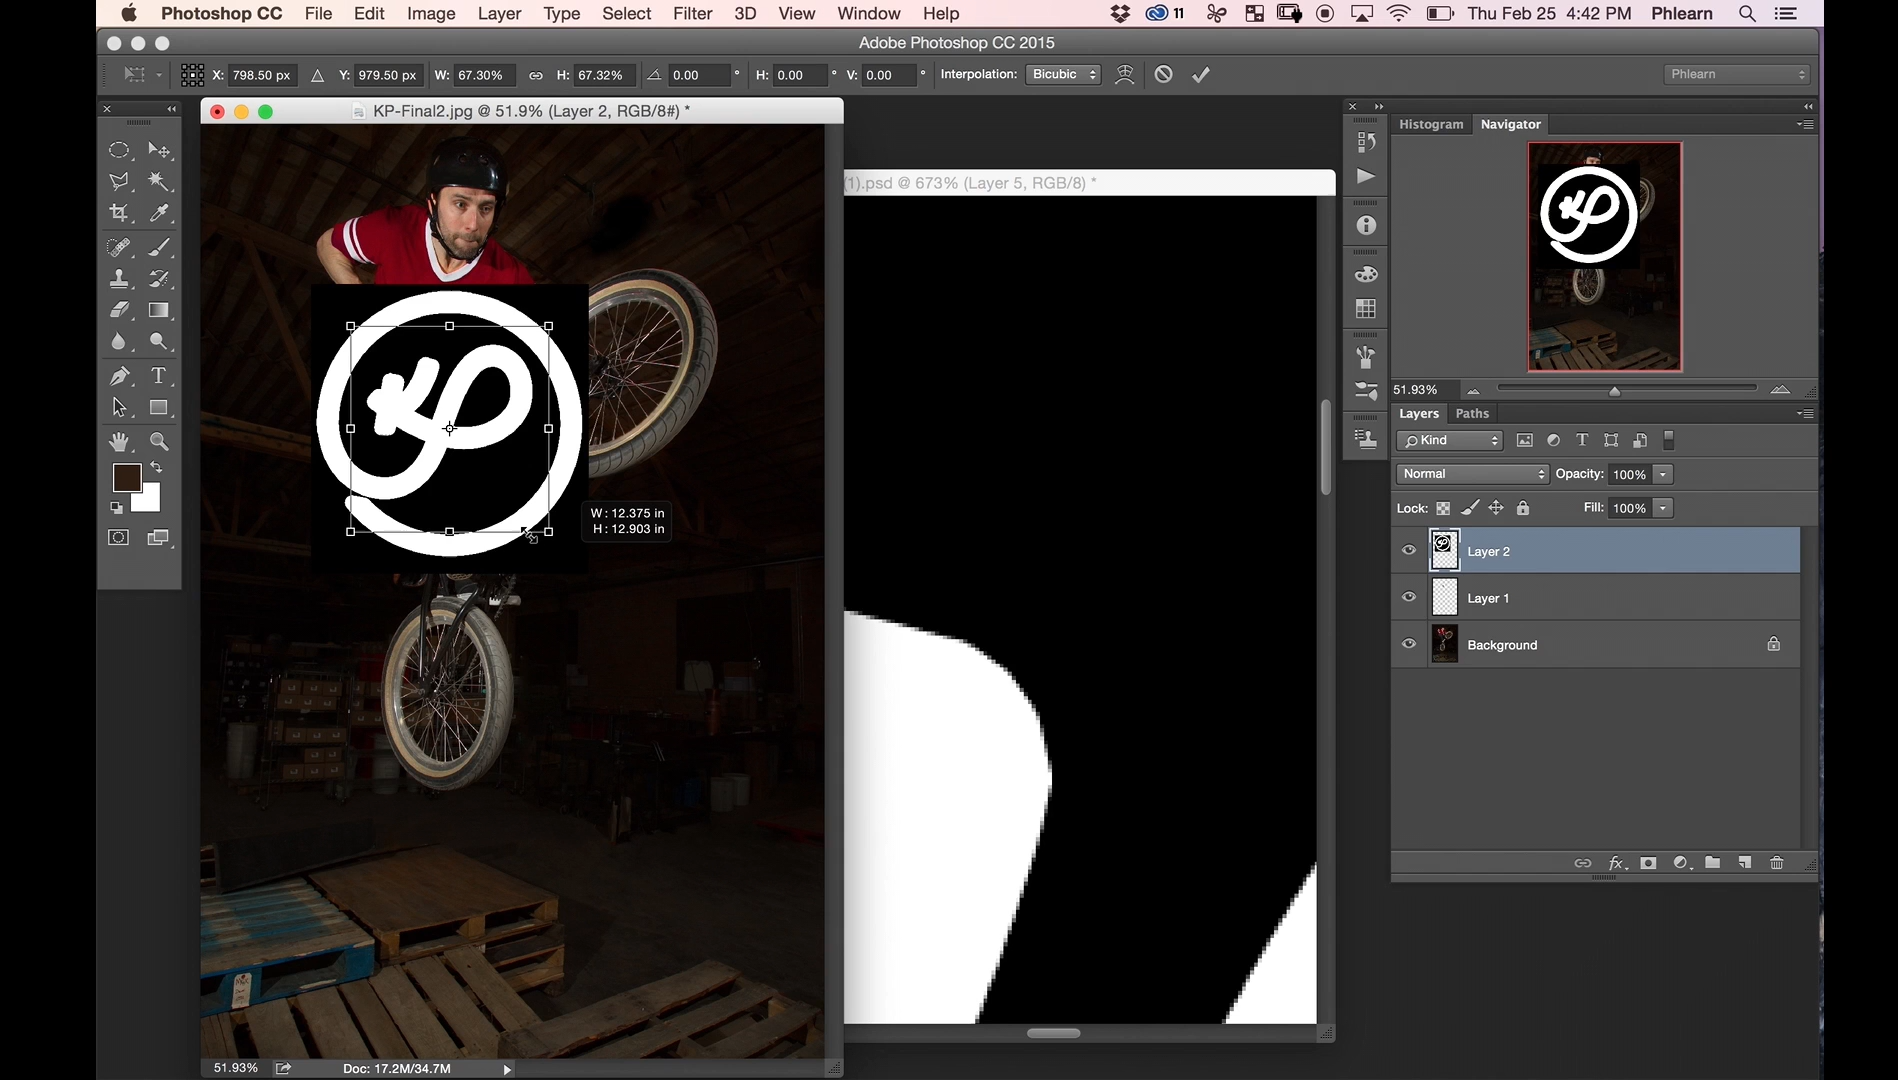 Photoshop CC File Edit Image Layer Type Select Filter 3D View Window Help 11 Thu Feb 25 4:42 PM Phlearn
Adobe Photoshop CC 2015
X: 798.50 px Y: 979.50 px W: 67.30% H: 67.32% 0.00 ° H: 0.00 ° V: 0.00 ° Interpolation: Bicubic Phlearn
KP-Final2.jpg @ 51.9% (Layer 2, RGB/8#) *
Histogram Navigator
(1).psd @ 673% (Layer 5, RGB/8) *
KP
51.93%
Layers Paths
Kind
Normal Opacity: 100%
Lock: Fill: 100%
W: 12.375 in
H: 12.903 in
Layer 2
Layer 1
Background
fx
51.93% Doc: 17.2M/34.7M